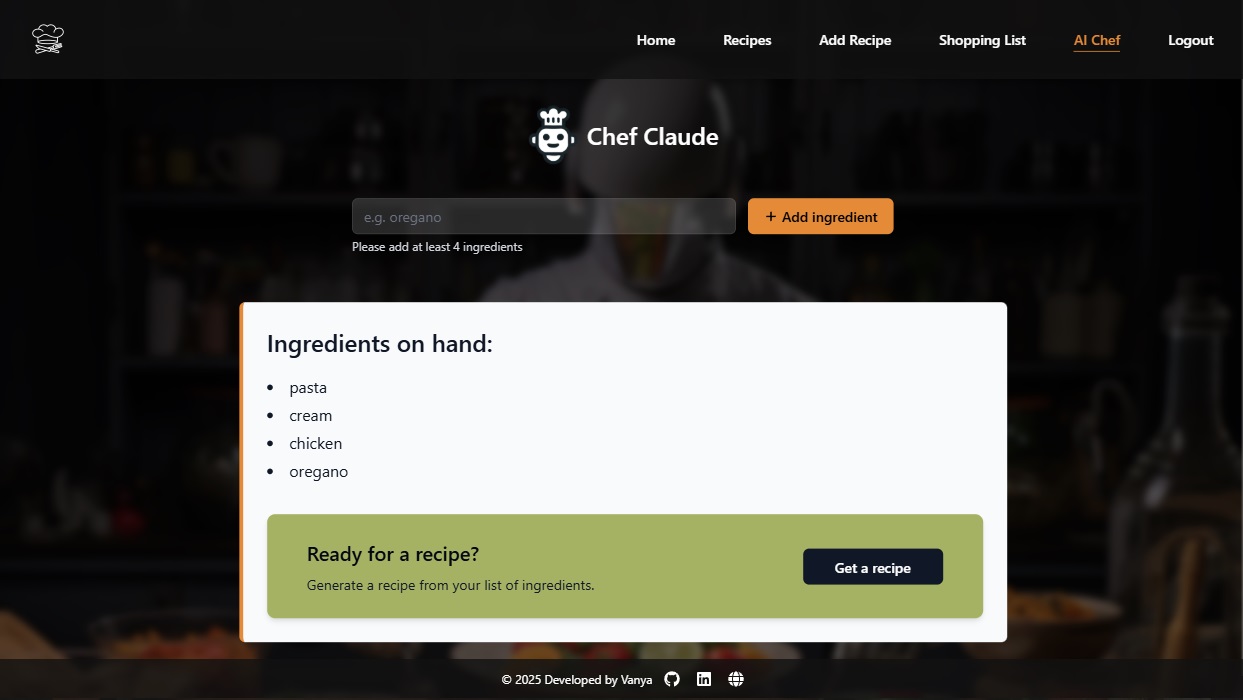 Home Recipes Add Recipe Shopping List AI Chef Logout
Chef Claude
e.g. oregano + Add ingredient
Please add at least 4 ingredients
Ingredients on hand:
• pasta
• cream
• chicken
• oregano
Ready for a recipe?
Generate a recipe from your list of ingredients.
Get a recipe
© 2025 Developed by Vanya